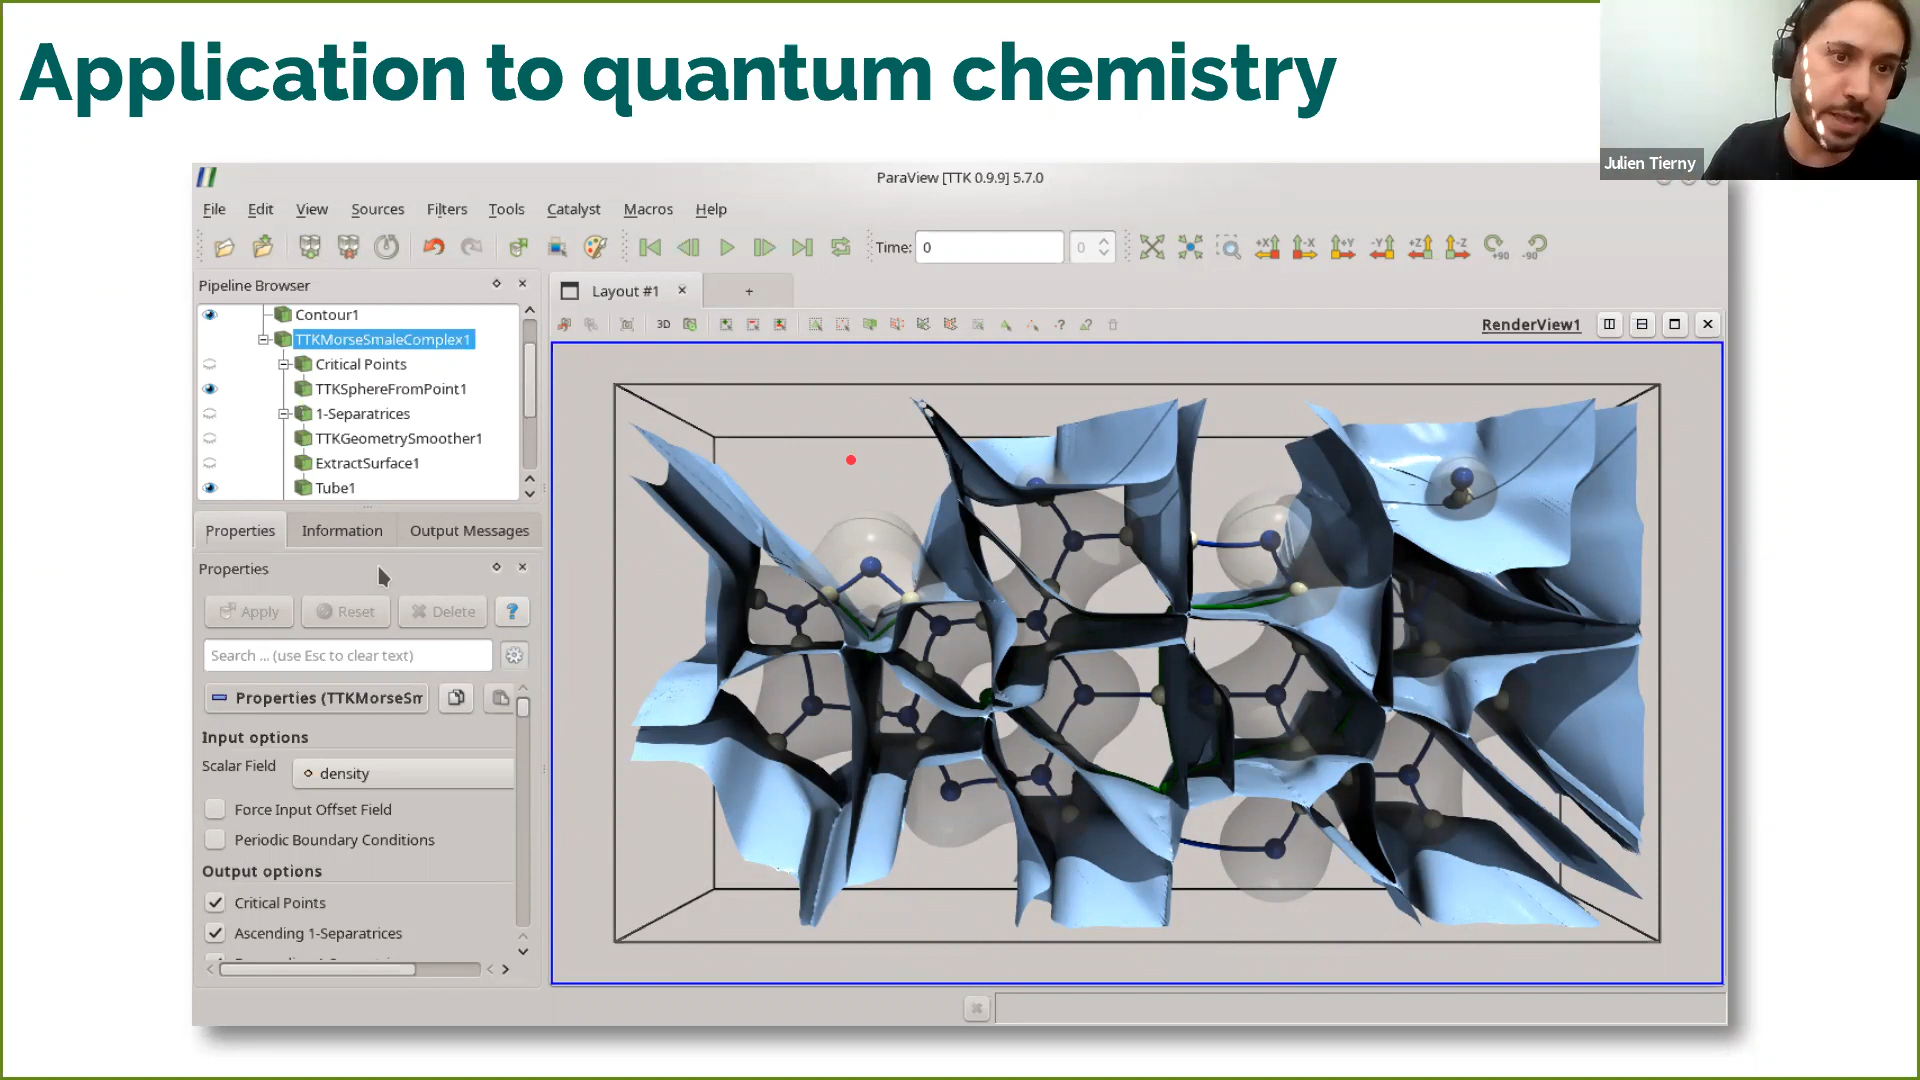 Application to quantum chemistry
Julien Tierny
ParaView [TTK 0.9.9] 5.7.0
File Edit View Sources Filters Tools Catalyst Macros Help
Time: 0 0 +X -X +Y -Y +Z -Z +90 -90
Pipeline Browser
Layout #1 +
Contour1
3D RenderView1
TTKMorseSmaleComplex1
Critical Points
TTKSphereFromPoint1
1-Separatrices
TTKGeometrySmoother1
ExtractSurface1
Tube1
Properties Information Output Messages
Properties
Apply Reset Delete ?
Search ... (use Esc to clear text)
Properties (TTKMorseSm
Input options
Scalar Field density
Force Input Offset Field
Periodic Boundary Conditions
Output options
Critical Points
Ascending 1-Separatrices